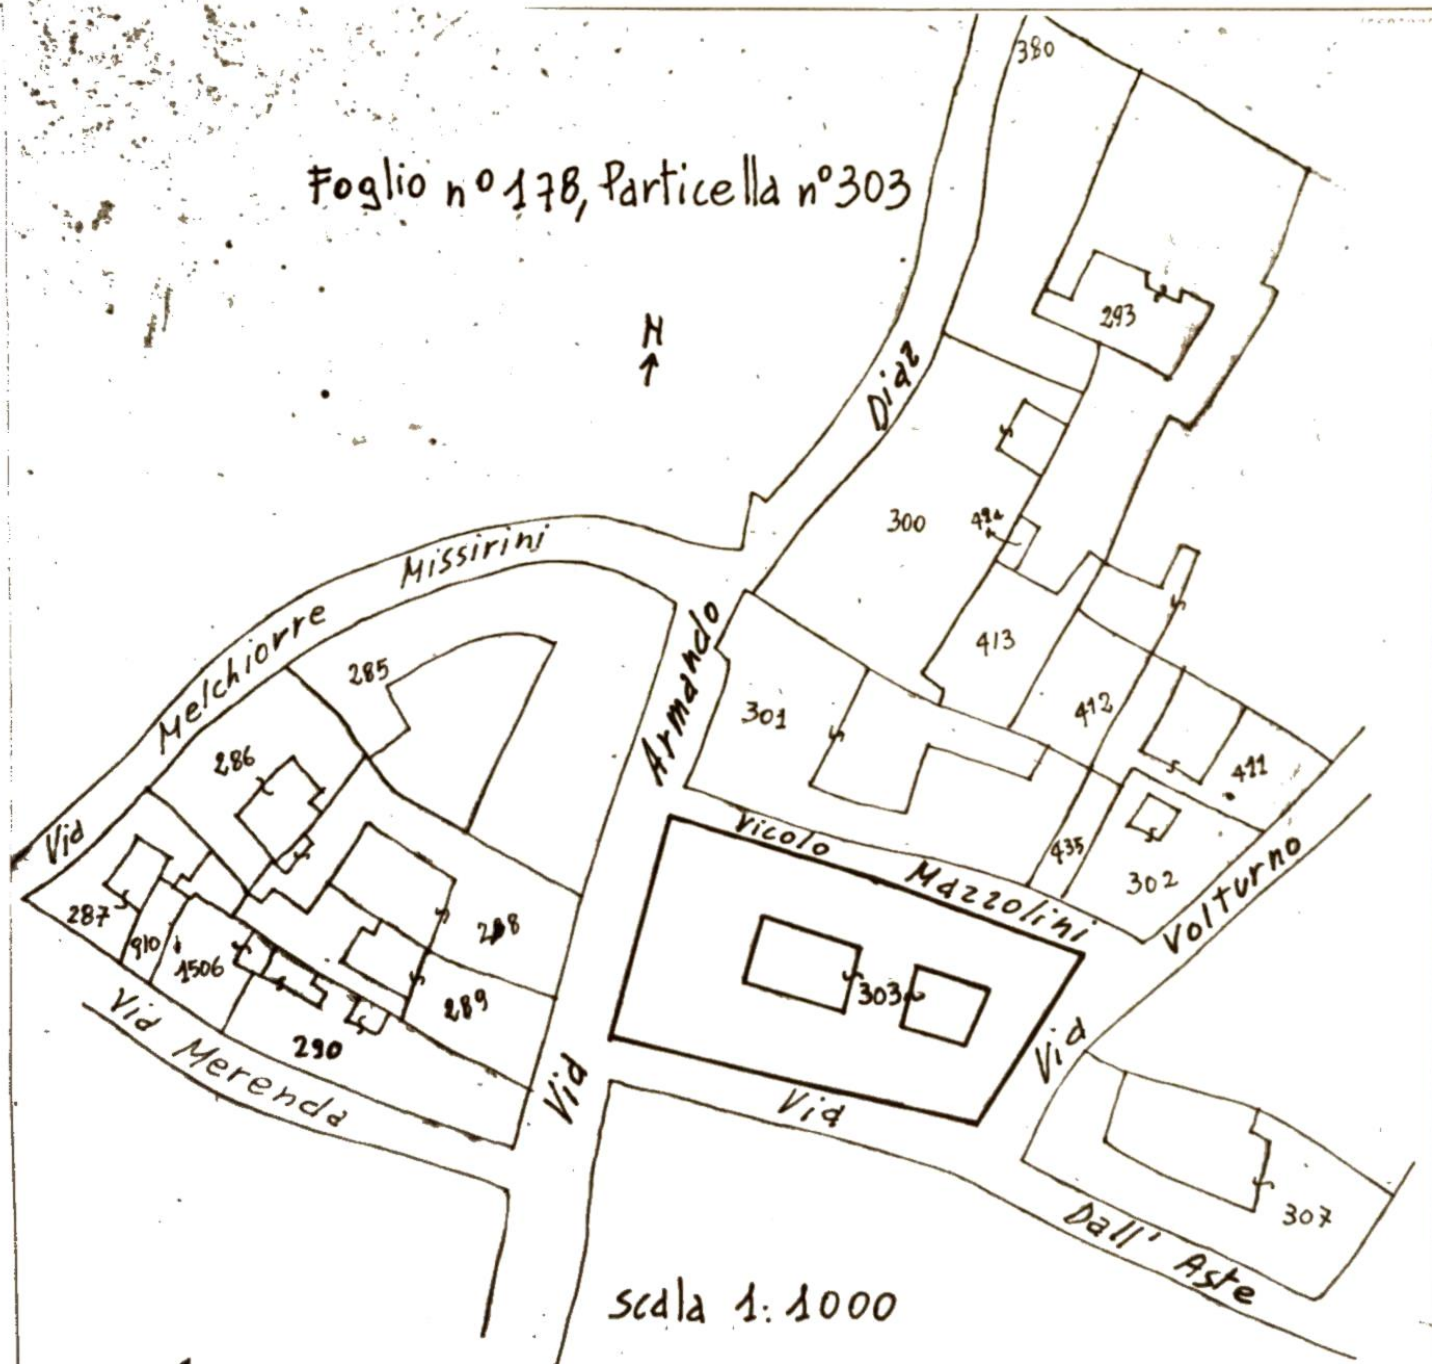 380
Foglio n° 178, Particella n° 303
N
293
Diaz
300
Via Melchiorre Missirini
413
285
301
412
286
411
Via Armando
Vicolo Mazzolini
435
302
287
910
1506
288
289
303
290
Via Volturno
Via Merenda
Via Dall' Aste
307
scala 1:1000